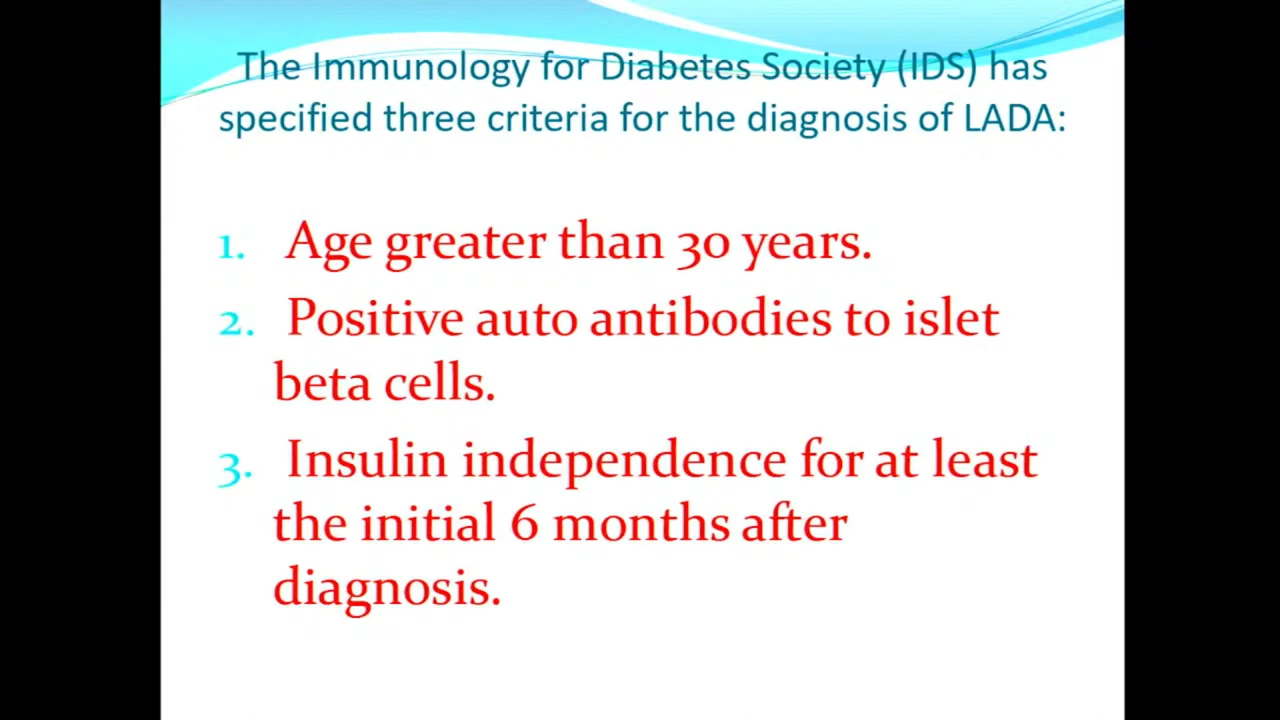 The Immunology for Diabetes Society (IDS) has
specified three criteria for the diagnosis of LADA:
1. Age greater than 30 years.
2. Positive auto antibodies to islet
beta cells.
3. Insulin independence for at least
the initial 6 months after
diagnosis.